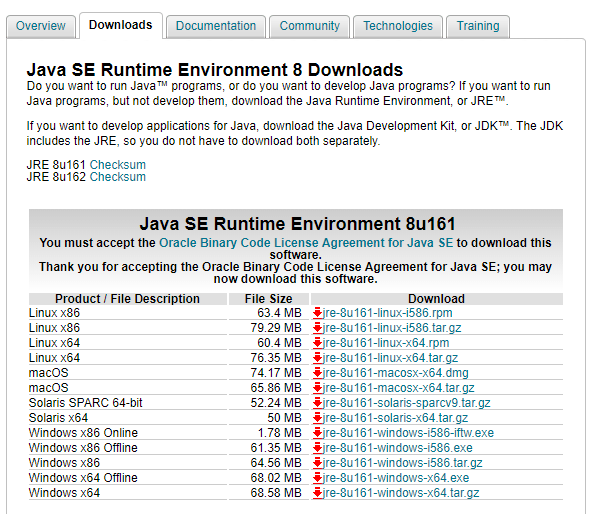 Overview Downloads Documentation Community Technologies Training
Java SE Runtime Environment 8 Downloads
Do you want to run Java™ programs, or do you want to develop Java programs? If you want to run
Java programs, but not develop them, download the Java Runtime Environment, or JRE™.
If you want to develop applications for Java, download the Java Development Kit, or JDK™. The JDK
includes the JRE, so you do not have to download both separately.
JRE 8u161 Checksum
JRE 8u162 Checksum
Java SE Runtime Environment 8u161
You must accept the Oracle Binary Code License Agreement for Java SE to download this
software.
Thank you for accepting the Oracle Binary Code License Agreement for Java SE; you may
now download this software.
Product / File Description File Size Download
Linux x86 63.4 MB jre-8u161-linux-i586.rpm
Linux x86 79.29 MB jre-8u161-linux-i586.tar.gz
Linux x64 60.4 MB jre-8u161-linux-x64.rpm
Linux x64 76.35 MB jre-8u161-linux-x64.tar.gz
macOS 74.17 MB jre-8u161-macosx-x64.dmg
macOS 65.86 MB jre-8u161-macosx-x64.tar.gz
Solaris SPARC 64-bit 52.24 MB jre-8u161-solaris-sparcv9.tar.gz
Solaris x64 50 MB jre-8u161-solaris-x64.tar.gz
Windows x86 Online 1.78 MB jre-8u161-windows-i586-iftw.exe
Windows x86 Offline 61.35 MB jre-8u161-windows-i586.exe
Windows x86 64.56 MB jre-8u161-windows-i586.tar.gz
Windows x64 Offline 68.02 MB jre-8u161-windows-x64.exe
Windows x64 68.58 MB jre-8u161-windows-x64.tar.gz